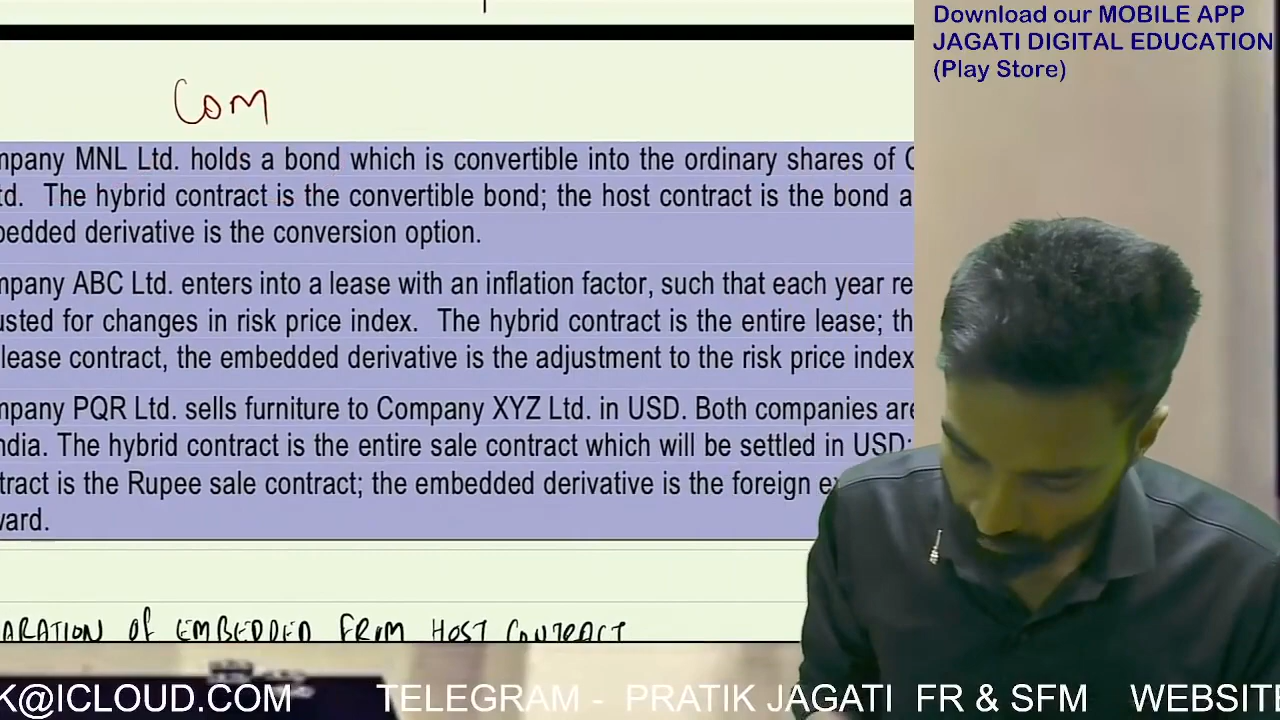 Download our MOBILE APP
JAGATI DIGITAL EDUCATION
(Play Store)
Com
mpany MNL Ltd. holds a bond which is convertible into the ordinary shares of
td. The hybrid contract is the convertible bond; the host contract is the bond a
bedded derivative is the conversion option.
mpany ABC Ltd. enters into a lease with an inflation factor, such that each year re
usted for changes in risk price index. The hybrid contract is the entire lease; th
lease contract, the embedded derivative is the adjustment to the risk price index
mpany PQR Ltd. sells furniture to Company XYZ Ltd. in USD. Both companies are
ndia. The hybrid contract is the entire sale contract which will be settled in USD;
tract is the Rupee sale contract; the embedded derivative is the foreign ex
ward.
ARATION of EMBEDDED FROM HOST CONTRACT
K@ICLOUD.COM TELEGRAM - PRATIK JAGATI FR & SFM WEBSITE